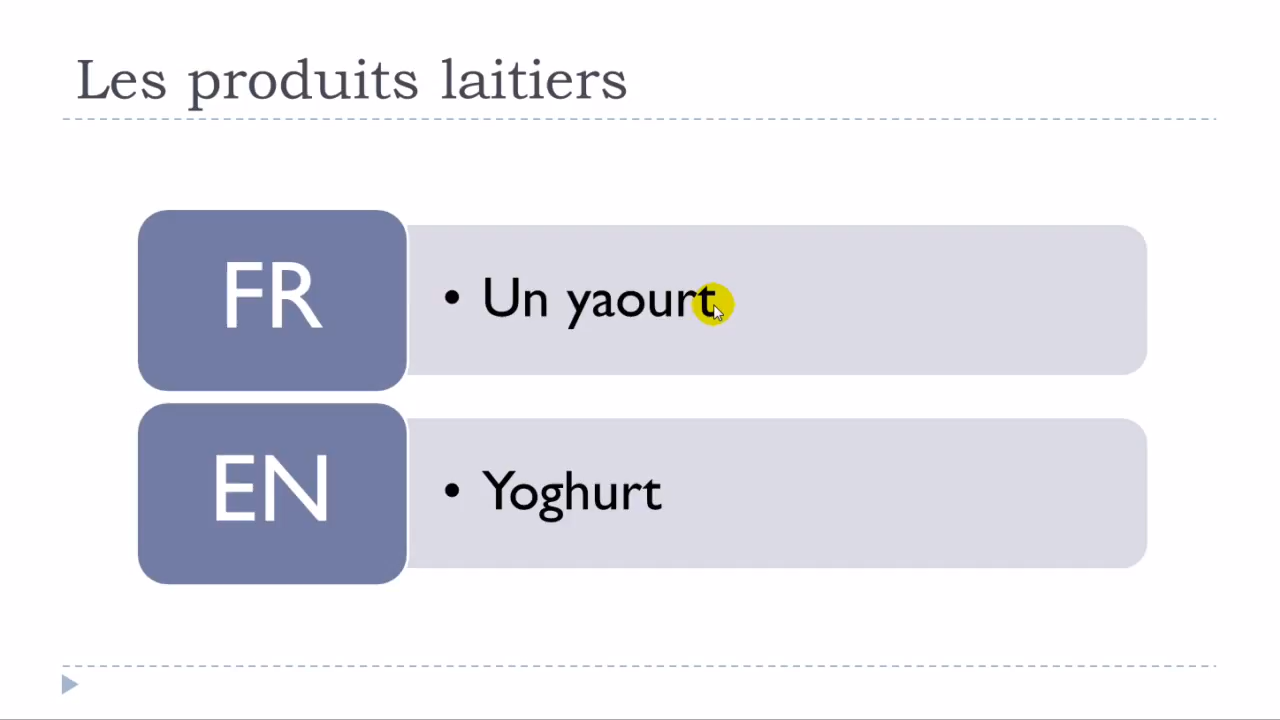 Les produits laitiers
FR
• Un yaourt
EN
• Yoghurt